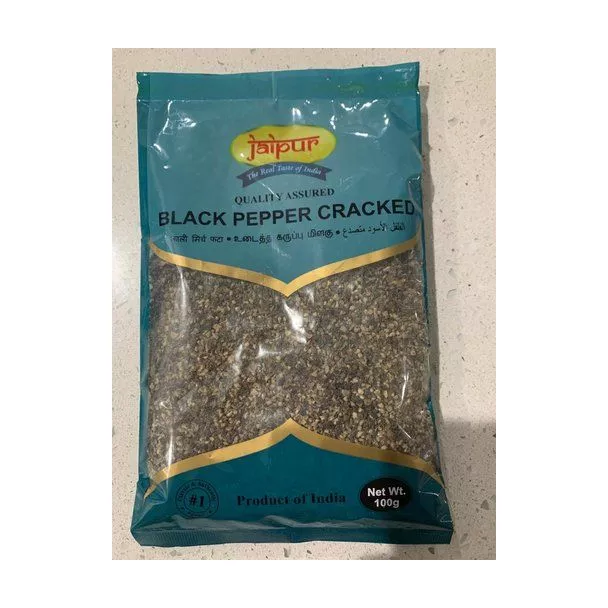 Jaipur
The Real Taste of India
QUALITY ASSURED
BLACK PEPPER CRACKED
काली मिर्च फटा • உடைத்த கருப்பு மிளகு • الفلفل الأسود متصدع
#1
Product of India
Net Wt.
100g